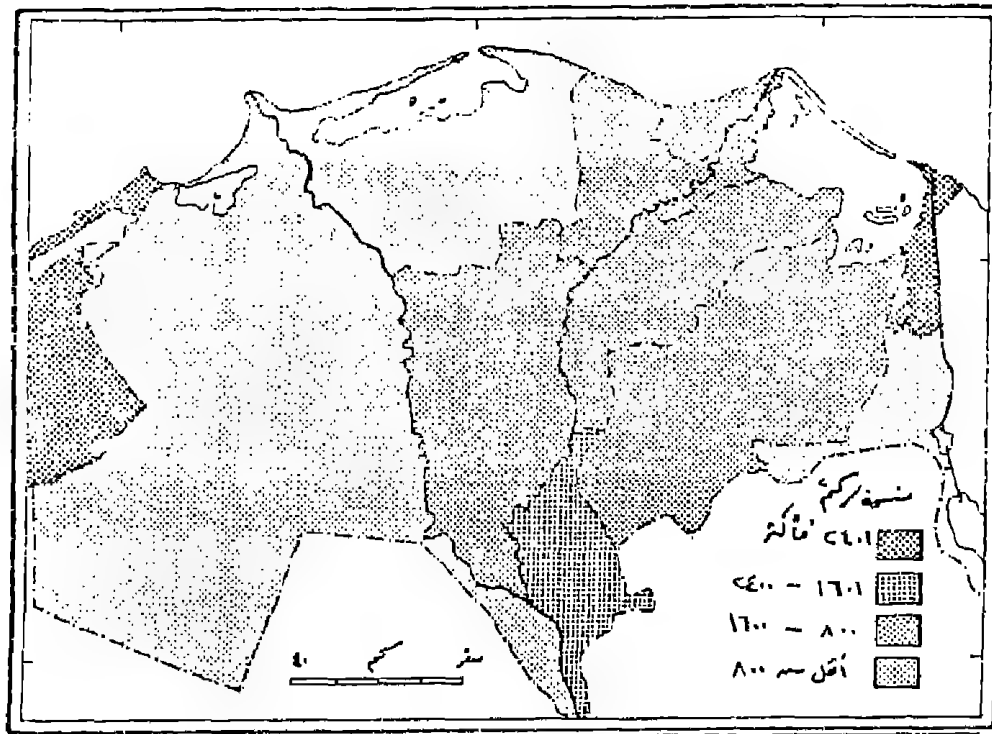 نسمة/كم٢
٢٤٠١ فأكثر
١٦٠١ – ٢٤٠٠
٨٠٠ – ١٦٠٠
أقل من ٨٠٠
صفر كم ٤٠